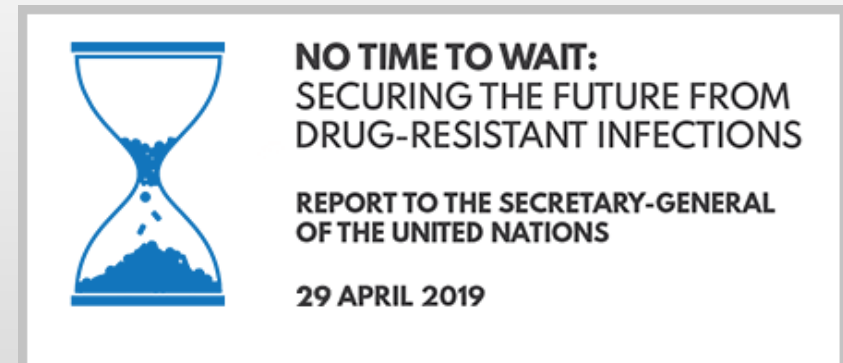 NO TIME TO WAIT:
SECURING THE FUTURE FROM
DRUG-RESISTANT INFECTIONS
REPORT TO THE SECRETARY-GENERAL
OF THE UNITED NATIONS
29 APRIL 2019